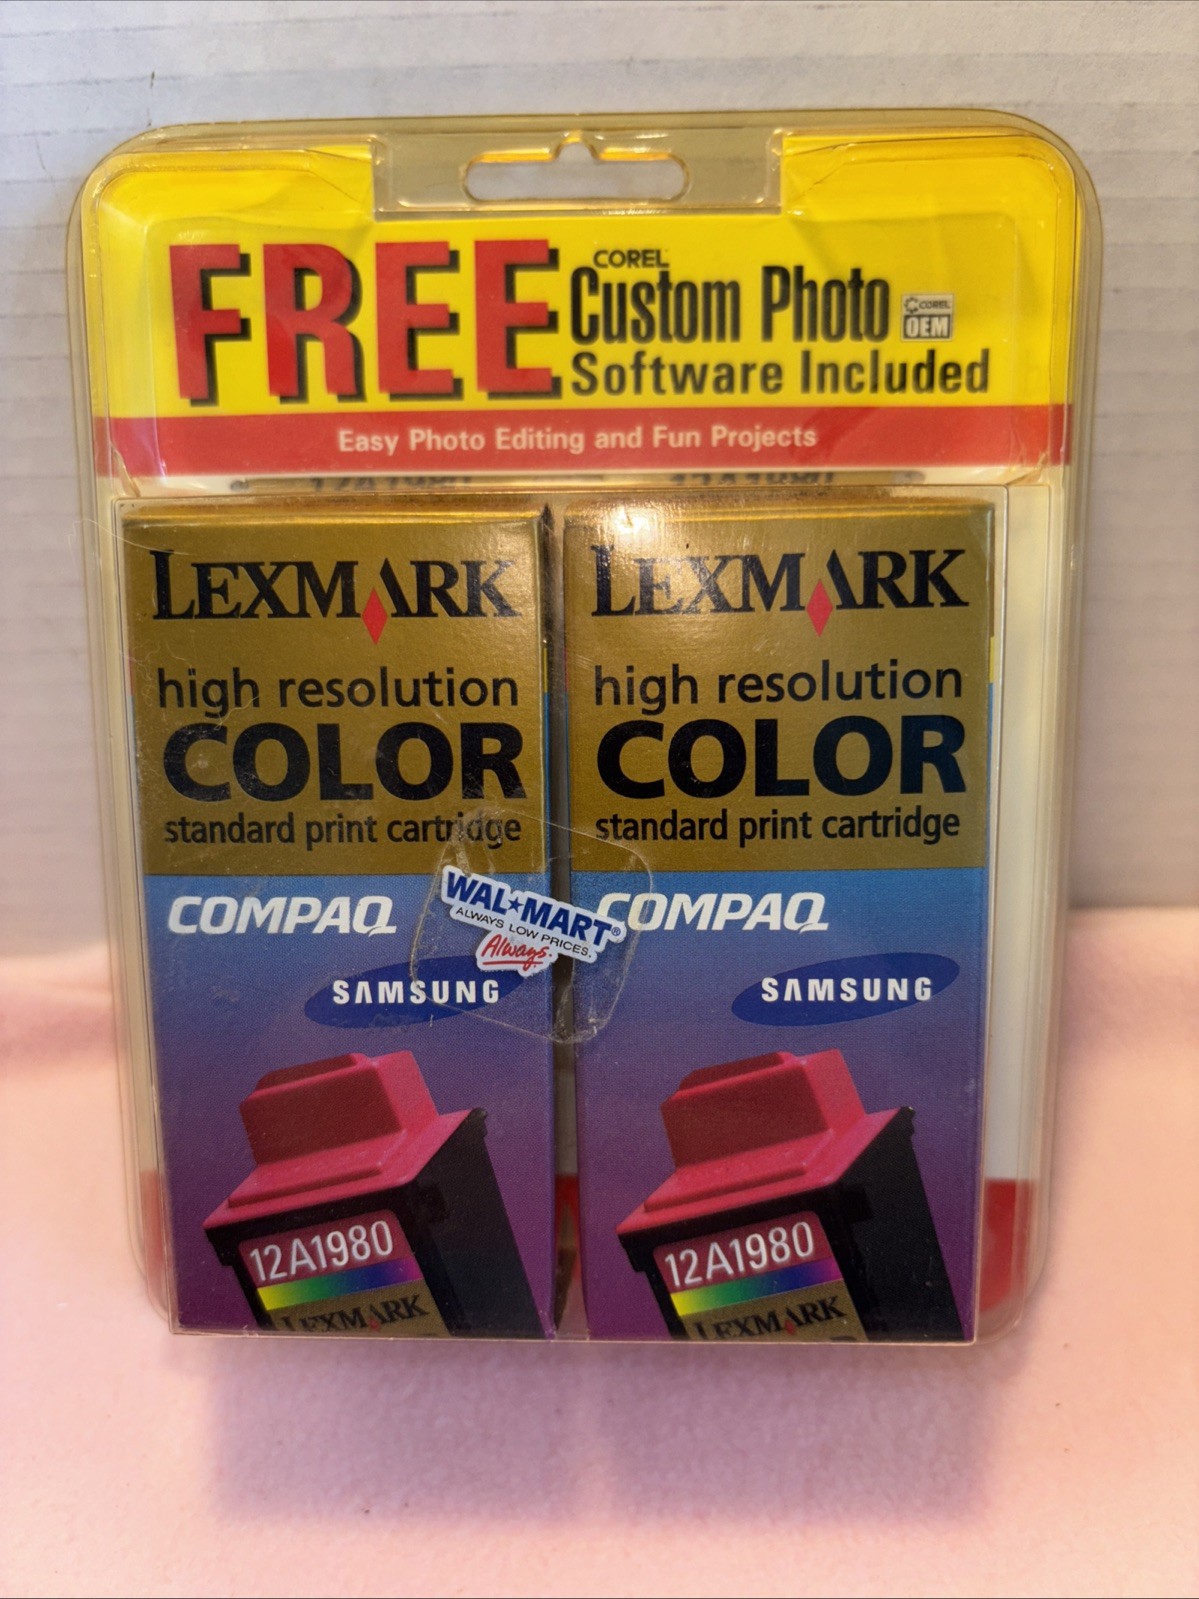 FREE
COREL
Custom Photo
COREL
OEM
Software Included
Easy Photo Editing and Fun Projects
12A1980 12A1980
LEXMARK
high resolution
COLOR
standard print cartridge
COMPAQ
SAMSUNG
12A1980
LEXMARK
LEXMARK
high resolution
COLOR
standard print cartridge
COMPAQ
SAMSUNG
12A1980
LEXMARK
WAL★MART®
ALWAYS LOW PRICES.
Always.